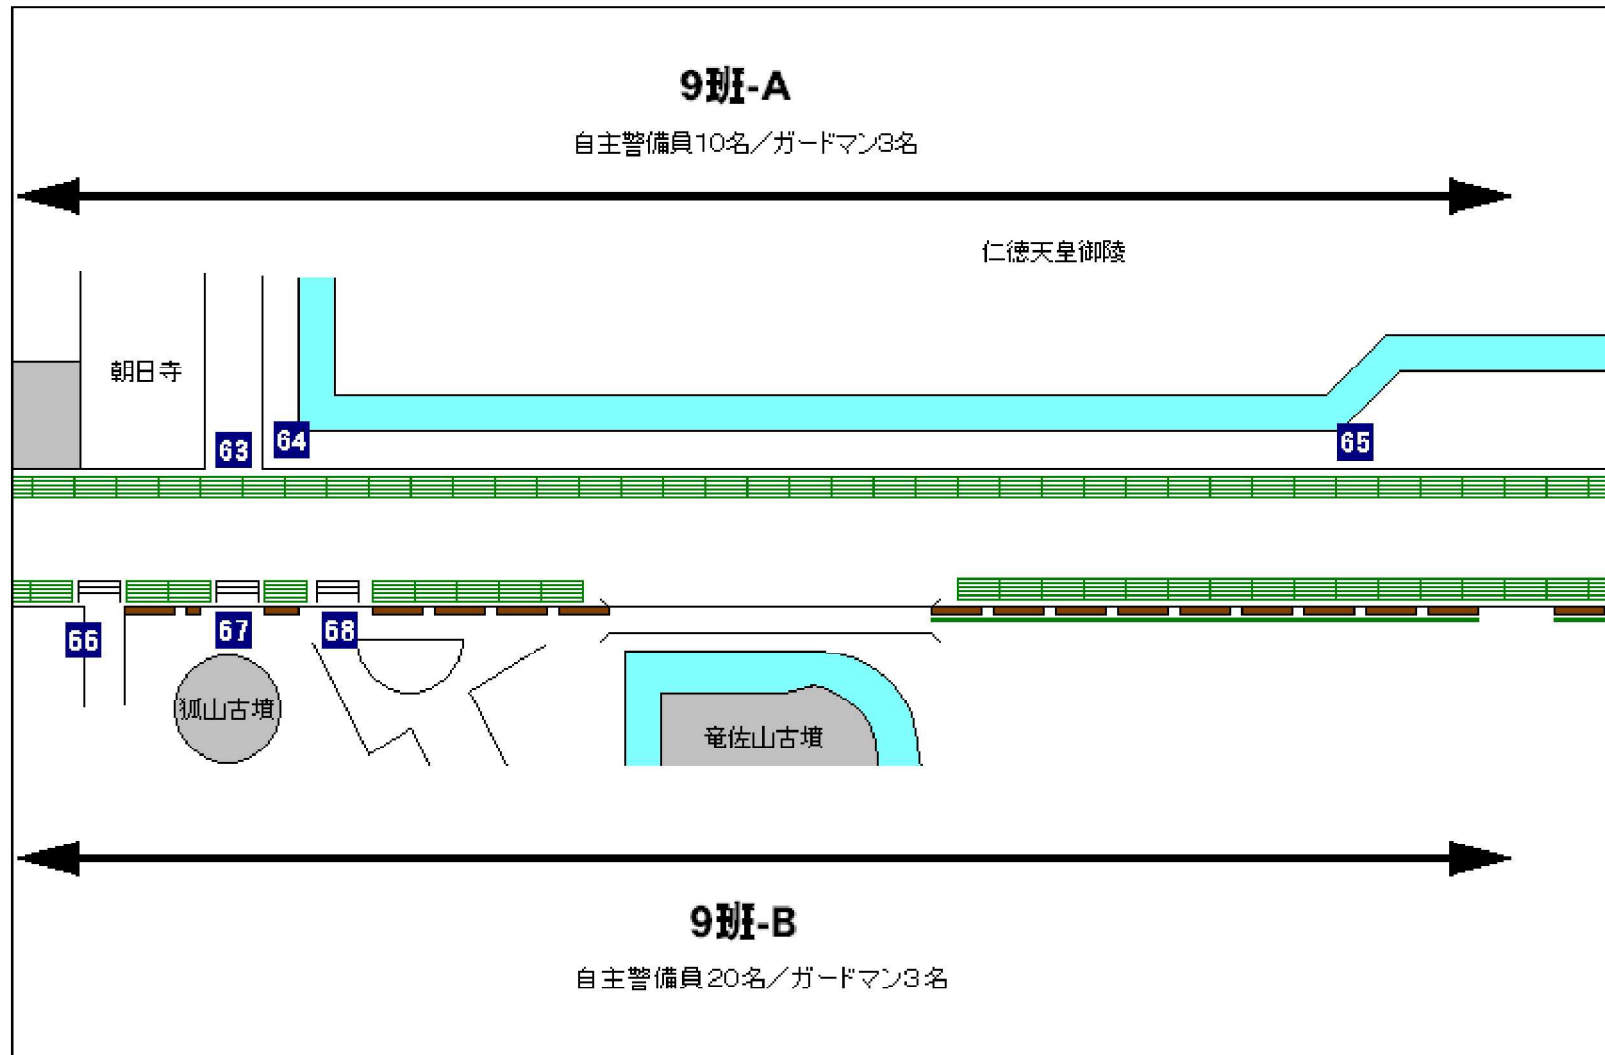 9班-A
自主警備員10名／ガードマン3名
仁徳天皇御陵
朝日寺
63
64
65
66
67
68
狐山古墳
竜佐山古墳
9班-B
自主警備員20名／ガードマン3名